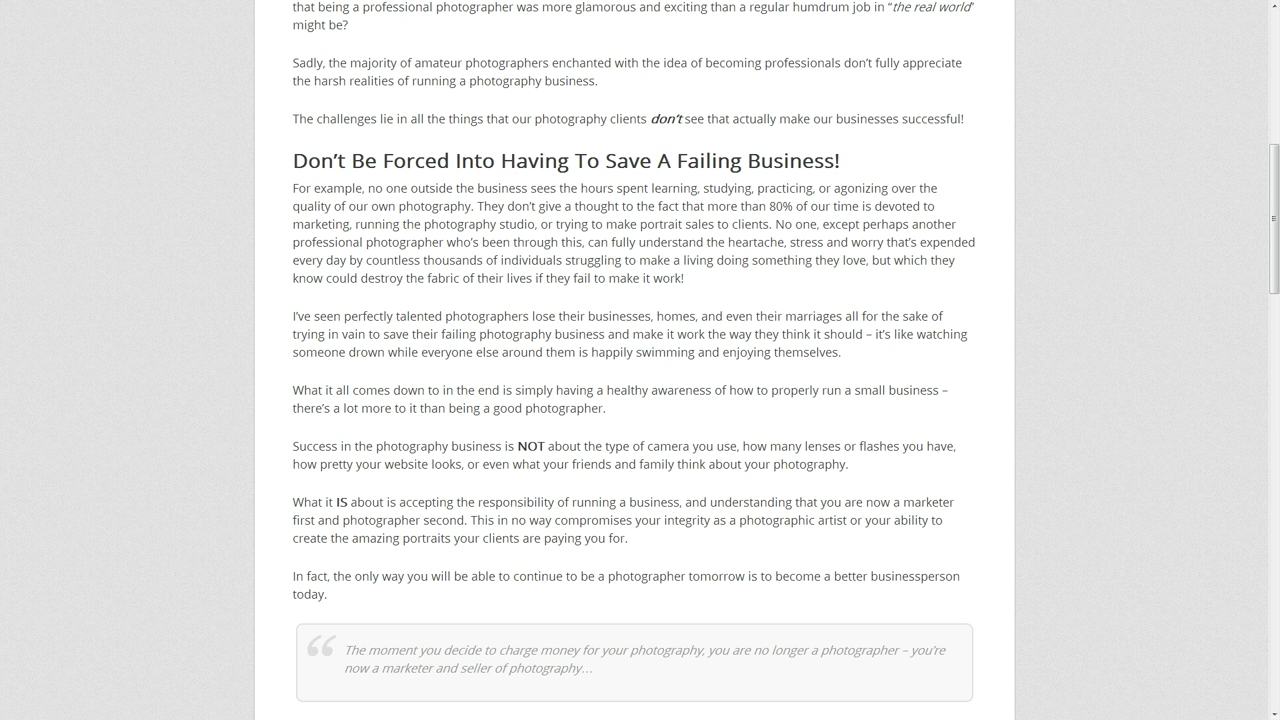 that being a professional photographer was more glamorous and exciting than a regular humdrum job in “the real world”
might be?
Sadly, the majority of amateur photographers enchanted with the idea of becoming professionals don’t fully appreciate
the harsh realities of running a photography business.
The challenges lie in all the things that our photography clients don’t see that actually make our businesses successful!
Don’t Be Forced Into Having To Save A Failing Business!
For example, no one outside the business sees the hours spent learning, studying, practicing, or agonizing over the
quality of our own photography. They don’t give a thought to the fact that more than 80% of our time is devoted to
marketing, running the photography studio, or trying to make portrait sales to clients. No one, except perhaps another
professional photographer who’s been through this, can fully understand the heartache, stress and worry that’s expended
every day by countless thousands of individuals struggling to make a living doing something they love, but which they
know could destroy the fabric of their lives if they fail to make it work!
I’ve seen perfectly talented photographers lose their businesses, homes, and even their marriages all for the sake of
trying in vain to save their failing photography business and make it work the way they think it should – it’s like watching
someone drown while everyone else around them is happily swimming and enjoying themselves.
What it all comes down to in the end is simply having a healthy awareness of how to properly run a small business –
there’s a lot more to it than being a good photographer.
Success in the photography business is NOT about the type of camera you use, how many lenses or flashes you have,
how pretty your website looks, or even what your friends and family think about your photography.
What it IS about is accepting the responsibility of running a business, and understanding that you are now a marketer
first and photographer second. This in no way compromises your integrity as a photographic artist or your ability to
create the amazing portraits your clients are paying you for.
In fact, the only way you will be able to continue to be a photographer tomorrow is to become a better businessperson
today.
The moment you decide to charge money for your photography, you are no longer a photographer – you’re
now a marketer and seller of photography…